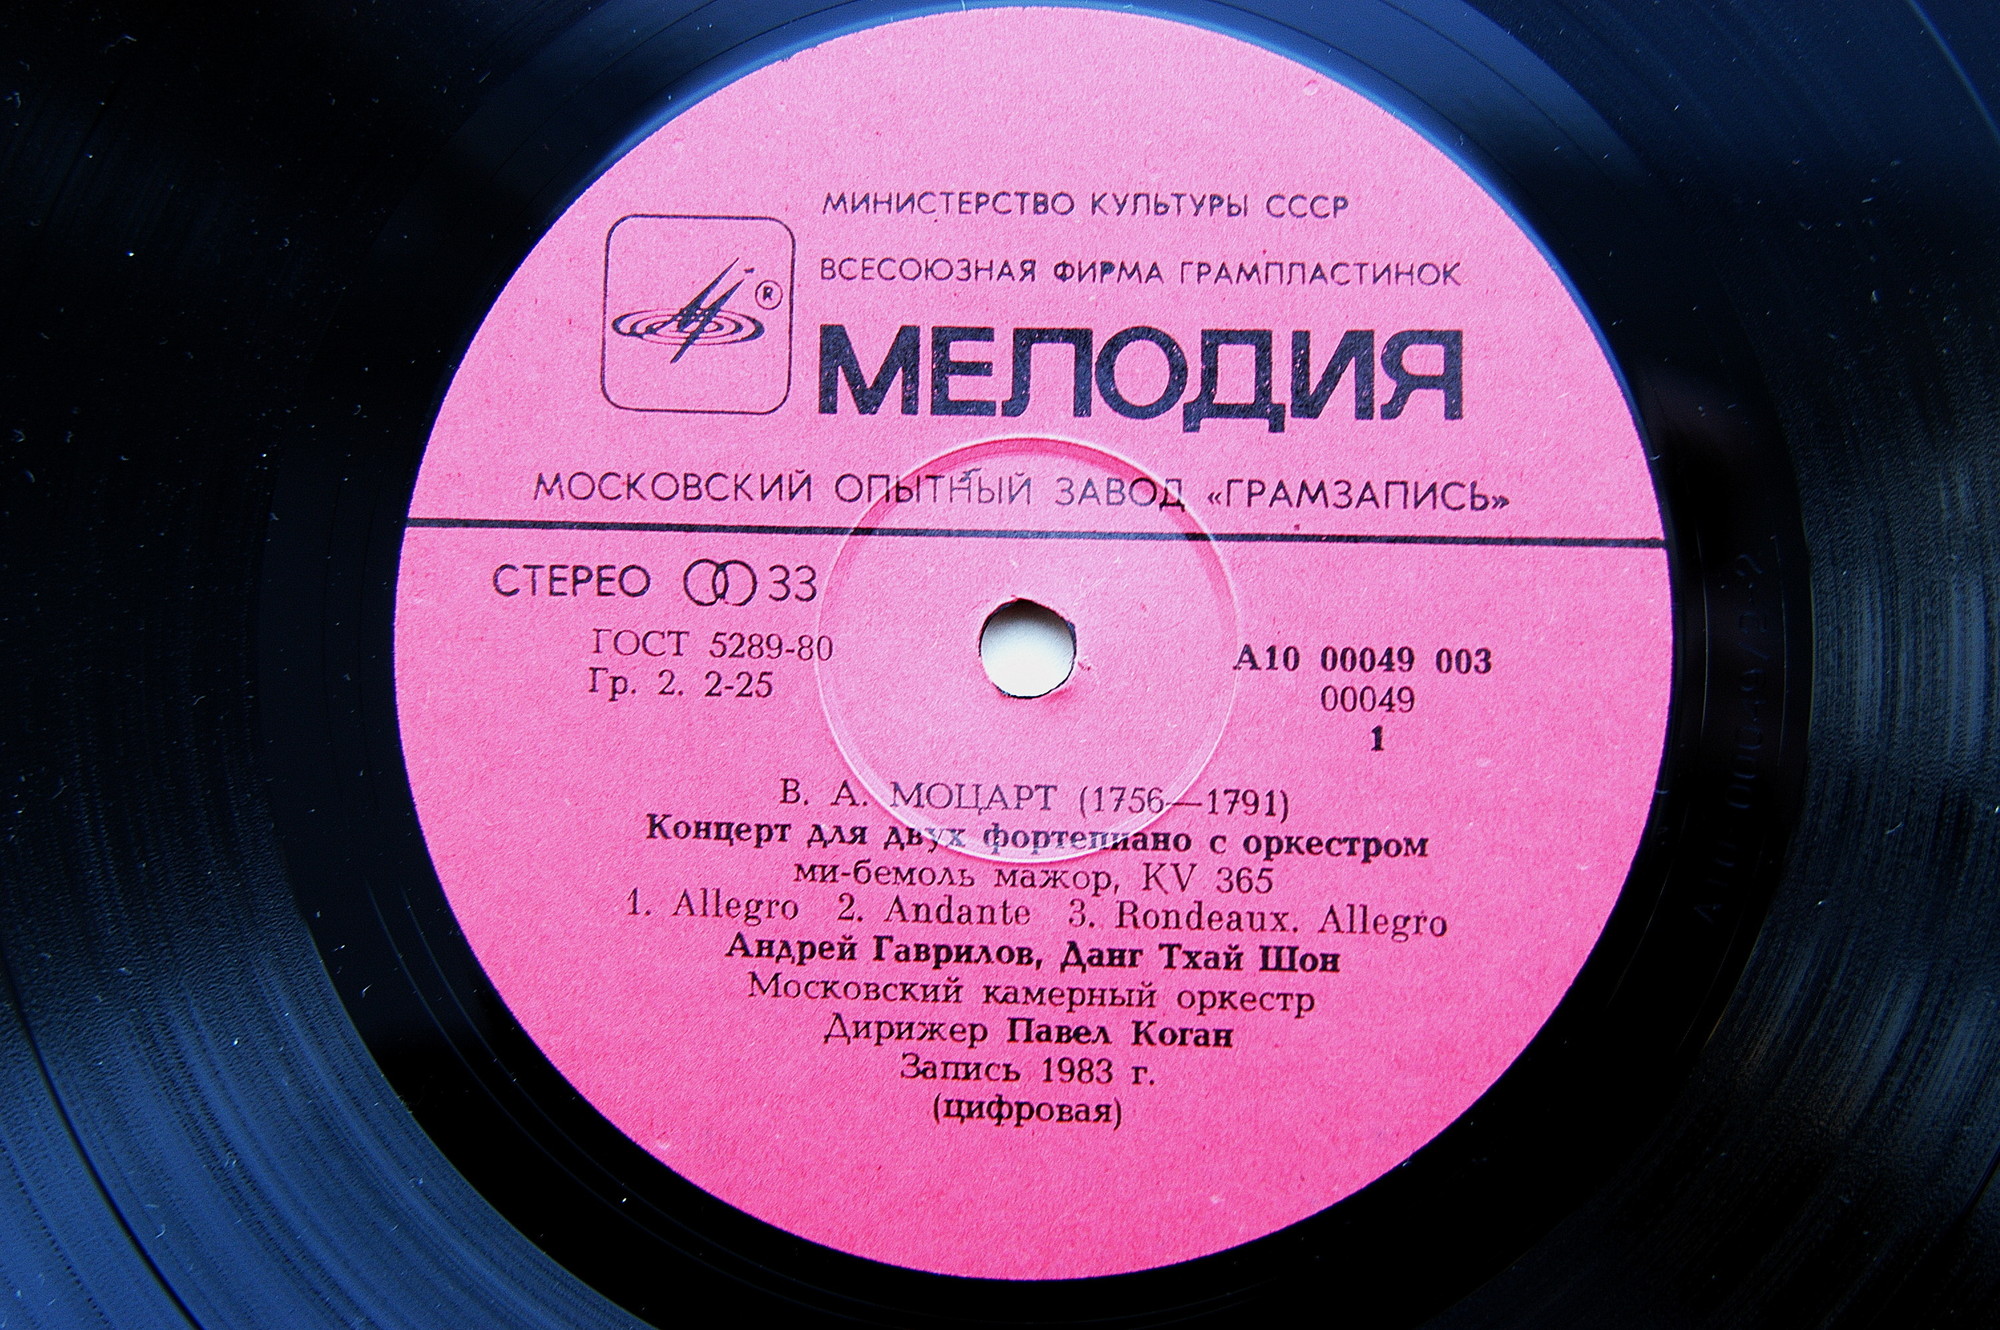 МИНИСТЕРСТВО КУЛЬТУРЫ СССР
ВСЕСОЮЗНАЯ ФИРМА ГРАМПЛАСТИНОК
®
МЕЛОДИЯ
МОСКОВСКИЙ ОПЫТНЫЙ ЗАВОД «ГРАМЗАПИСЬ»
СТЕРЕО 33
ГОСТ 5289-80
Гр. 2. 2-25
А10 00049 003
00049
1
В. А. МОЦАРТ (1756—1791)
Концерт для двух фортепиано с оркестром
ми-бемоль мажор, KV 365
1. Allegro 2. Andante 3. Rondeaux. Allegro
Андрей Гаврилов, Данг Тхай Шон
Московский камерный оркестр
Дирижер Павел Коган
Запись 1983 г.
(цифровая)